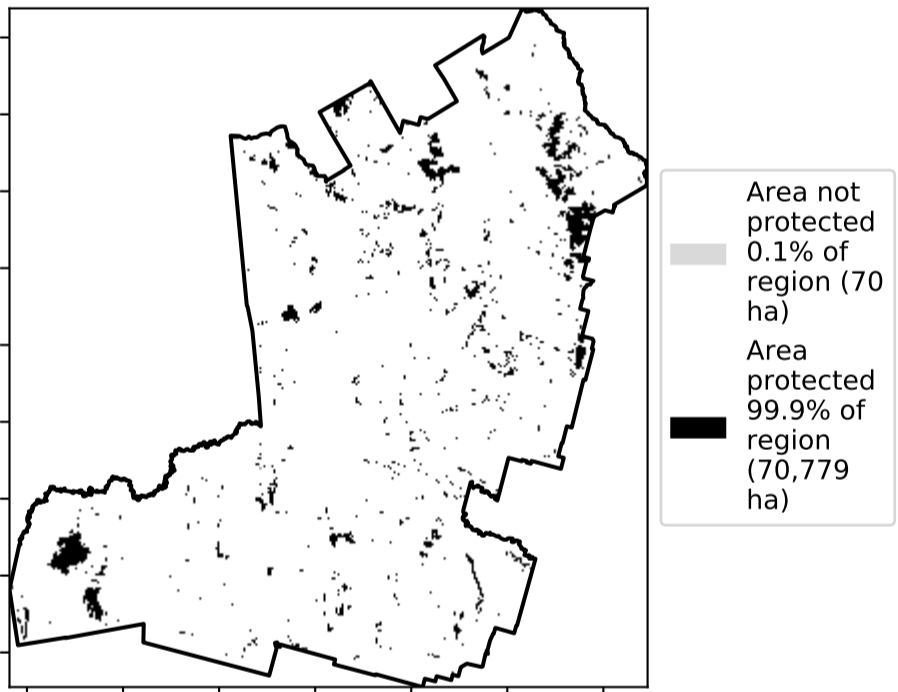 Area not
protected
0.1% of
region (70
ha)
Area
protected
99.9% of
region
(70,779
ha)